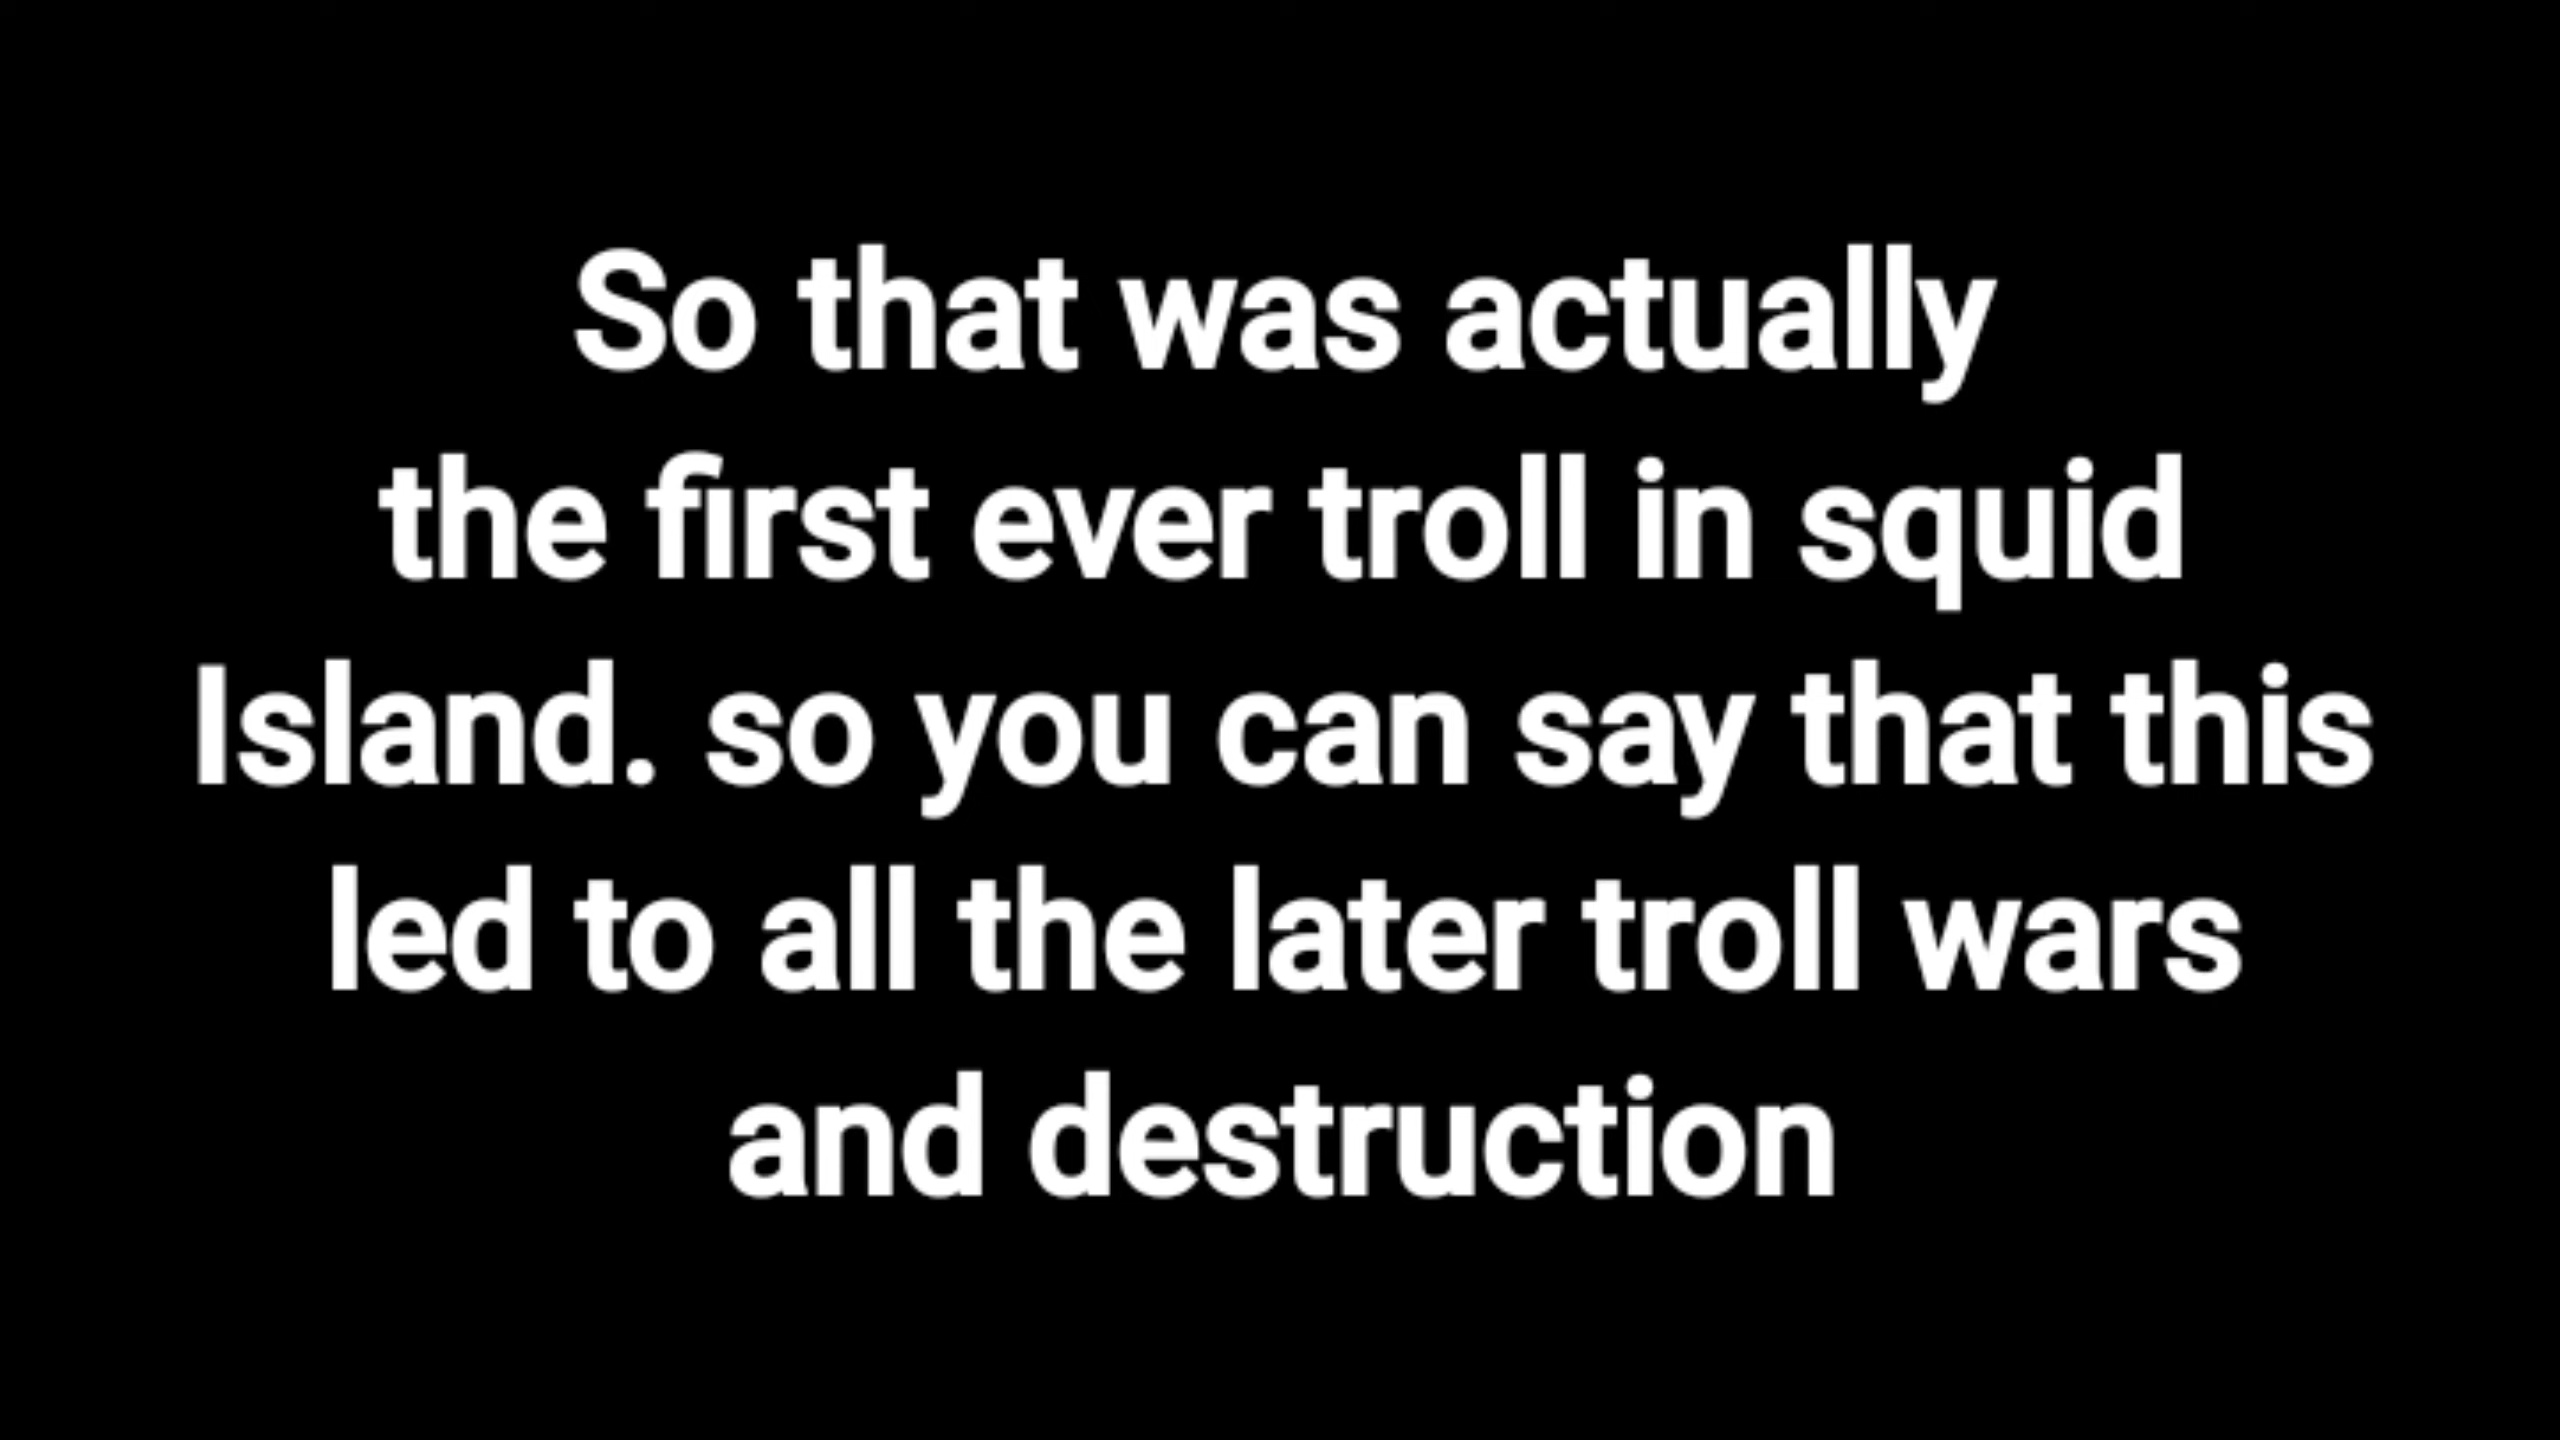 So that was actually
the first ever troll in squid
Island. so you can say that this
led to all the later troll wars
and destruction